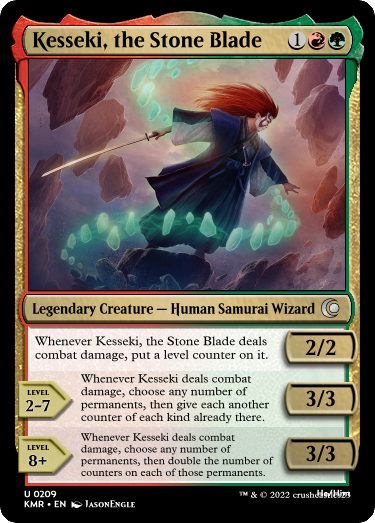 Kesseki, the Stone Blade 1
Legendary Creature — Human Samurai Wizard
Whenever Kesseki, the Stone Blade deals
combat damage, put a level counter on it.
2/2
LEVEL
2-7
Whenever Kesseki deals combat
damage, choose any number of
permanents, then give each another
counter of each kind already there.
3/3
LEVEL
8+
Whenever Kesseki deals combat
damage, choose any number of
permanents, then double the number of
counters on each of those permanents.
3/3
U 0209
KMR • EN JasonEngle
™ & © 2022